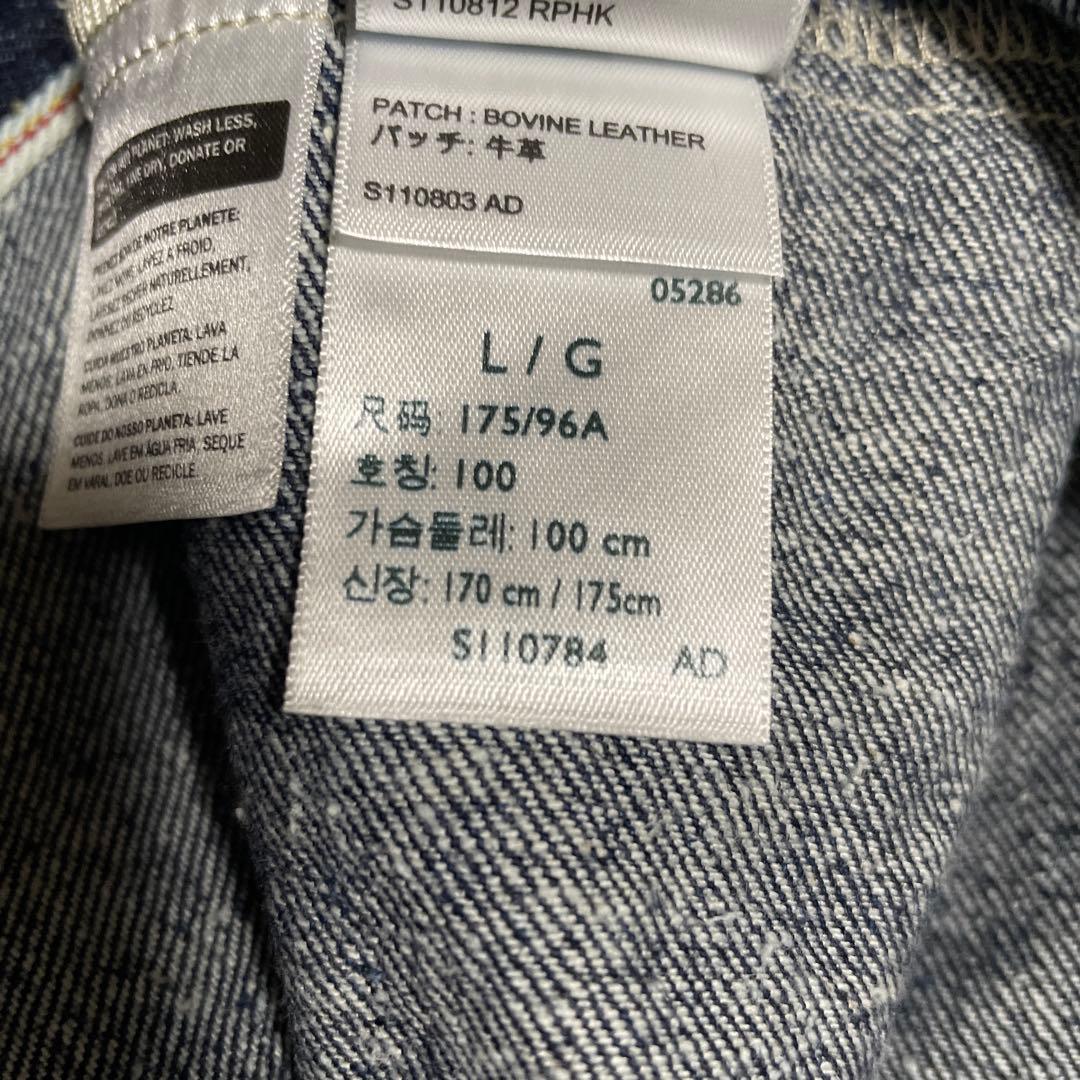 PLANET: WASH LESS,
DRY, DONATE OR
DE NOTRE PLANETE:
LAVEZ A FROID,
NATURELLEMENT,
RECYCLEZ
CUIDA NUESTRO PLANETA: LAVA
MENOS, LAVA EN FRIO, TIENDE LA
ROPA, DONA O RECICLA.
CUIDE DO NOSSO PLANETA: LAVE
MENOS, LAVE EM ÁGUA FRIA, SEQUE
EM VARAL, DOE OU RECICLE.
S110812 RPHK
PATCH : BOVINE LEATHER
パッチ: 牛革
S110803 AD
05286
L / G
尺码: 175/96A
호칭: 100
가슴둘레: 100 cm
신장: 170 cm / 175cm
S110784 AD